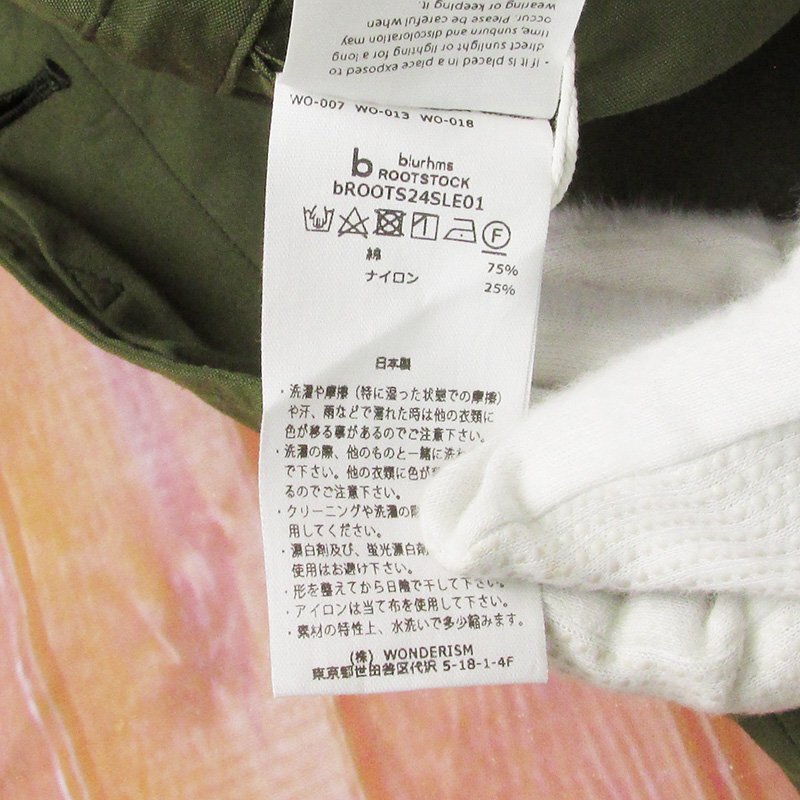 - if it is placed in a place exposed to
direct sunlight or lighting for a long
time, sunburn and discoloration may
occur. Please be careful when
wearing or keeping it.
WO-007 WO-013 WO-018
b blurhms
ROOTSTOCK
bROOTS24SLE01
F
綿 75%
ナイロン 25%
日本製
・洗濯や摩擦（特に湿った状態での摩擦）
や汗、雨などで濡れた時は他の衣類に
色が移る事があるのでご注意下さい。
・洗濯の際、他のものと一緒に洗わ
で下さい。他の衣類に色が移
るのでご注意下さい。
・クリーニングや洗濯の際
用してください。
・漂白剤及び、蛍光漂白剤
使用はお避け下さい。
・形を整えてから日陰で干して下さい。
・アイロンは当て布を使用して下さい。
・素材の特性上、水洗いで多少縮みます。
(株) WONDERISM
東京都世田谷区代沢 5-18-1-4F